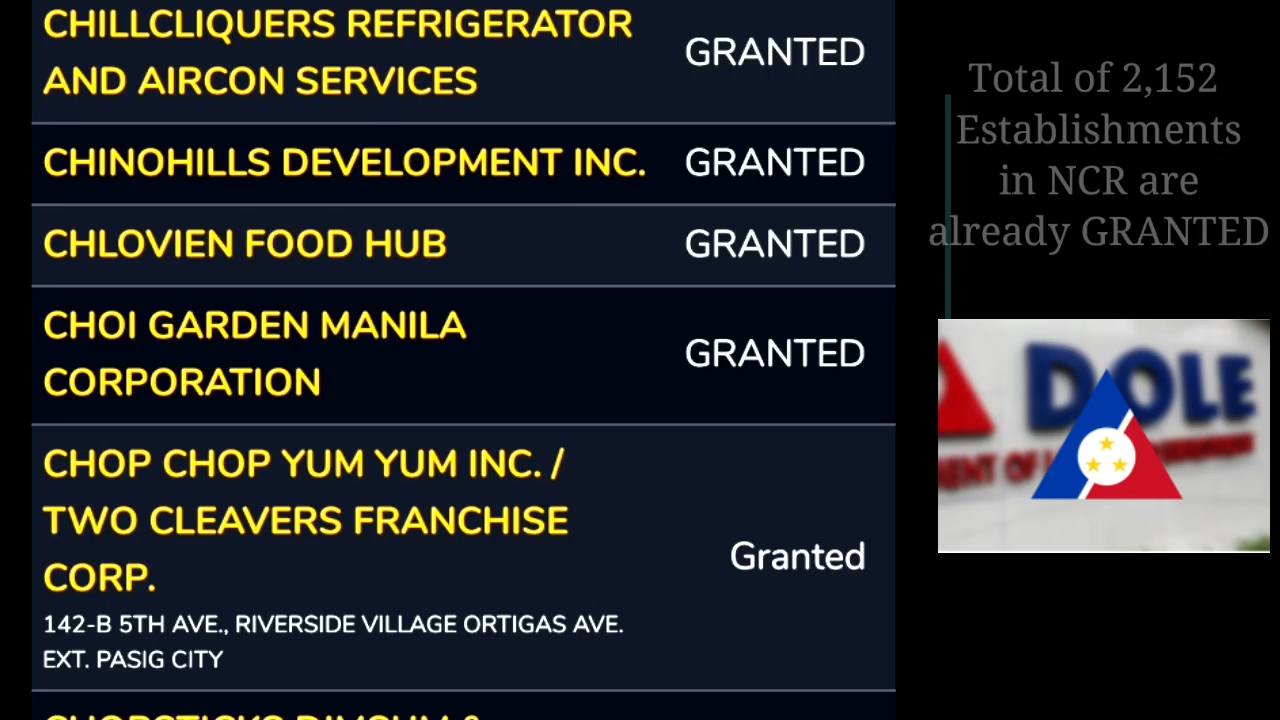 CHILLCLIQUERS REFRIGERATOR
AND AIRCON SERVICES
GRANTED
CHINOHILLS DEVELOPMENT INC.
GRANTED
CHLOVIEN FOOD HUB
GRANTED
CHOI GARDEN MANILA
CORPORATION
GRANTED
CHOP CHOP YUM YUM INC. /
TWO CLEAVERS FRANCHISE
CORP.
Granted
142-B 5TH AVE., RIVERSIDE VILLAGE ORTIGAS AVE.
EXT. PASIG CITY
Total of 2,152
Establishments
in NCR are
already GRANTED
DOLE